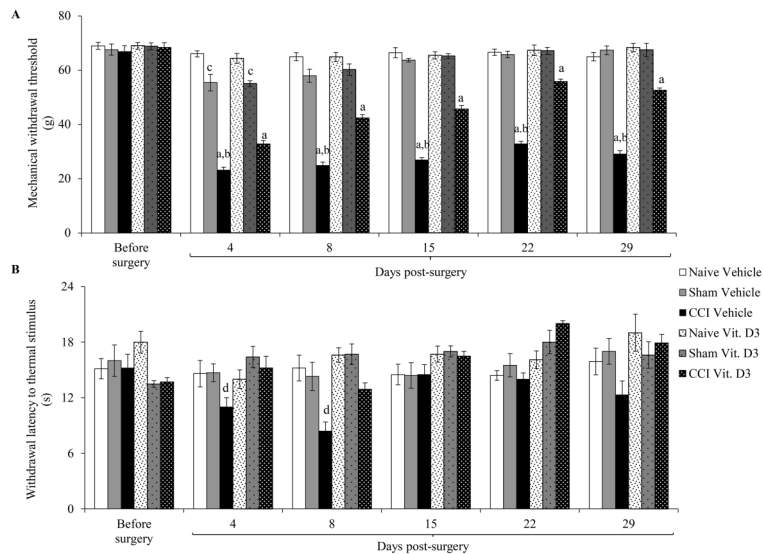 A
Mechanical withdrawal threshold
(g)
80
60
40
20
0
c
c
a,b
a
a,b
a
a,b
a
a.b
a
a,b
a
Before
surgery
4
8
15
22
29
Days post-surgery
B
Withdrawal latency to thermal stimulus
(s)
24
18
12
6
0
d
d
Before
surgery
4
8
15
22
29
Days post-surgery
Naive Vehicle
Sham Vehicle
CCI Vehicle
Naive Vit. D3
Sham Vit. D3
CCI Vit. D3